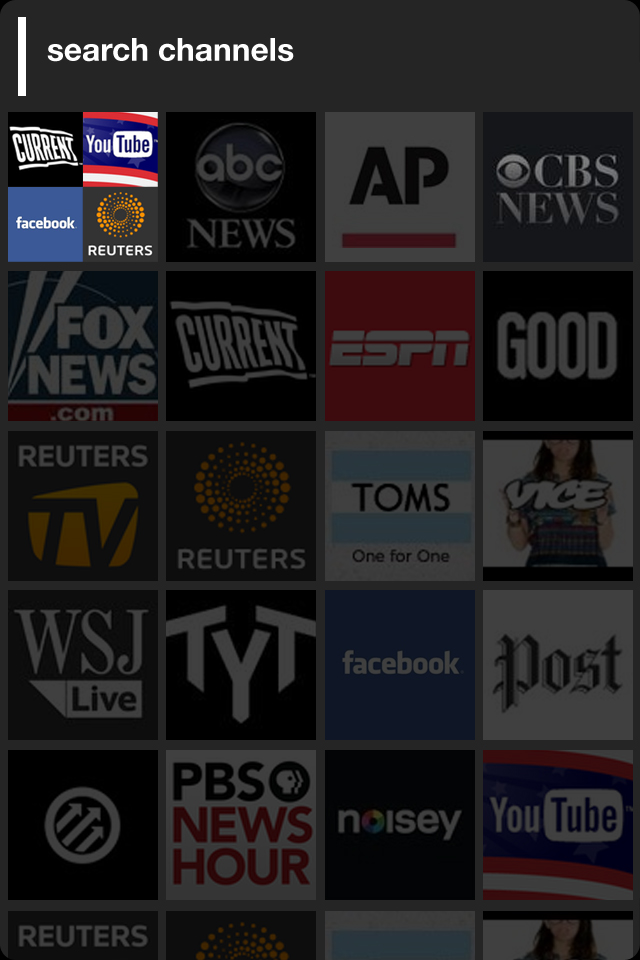 search channels
CURRENT
YouTube
facebook
REUTERS
abc
NEWS
AP
CBS
NEWS
FOX
NEWS
.com
CURRENT
ESPN
GOOD
REUTERS
TV
REUTERS
TOMS
One for One
VICE
WSJ
Live
TYT
facebook
Post
PBS
NEWS
HOUR
noisey
YouTube
REUTERS